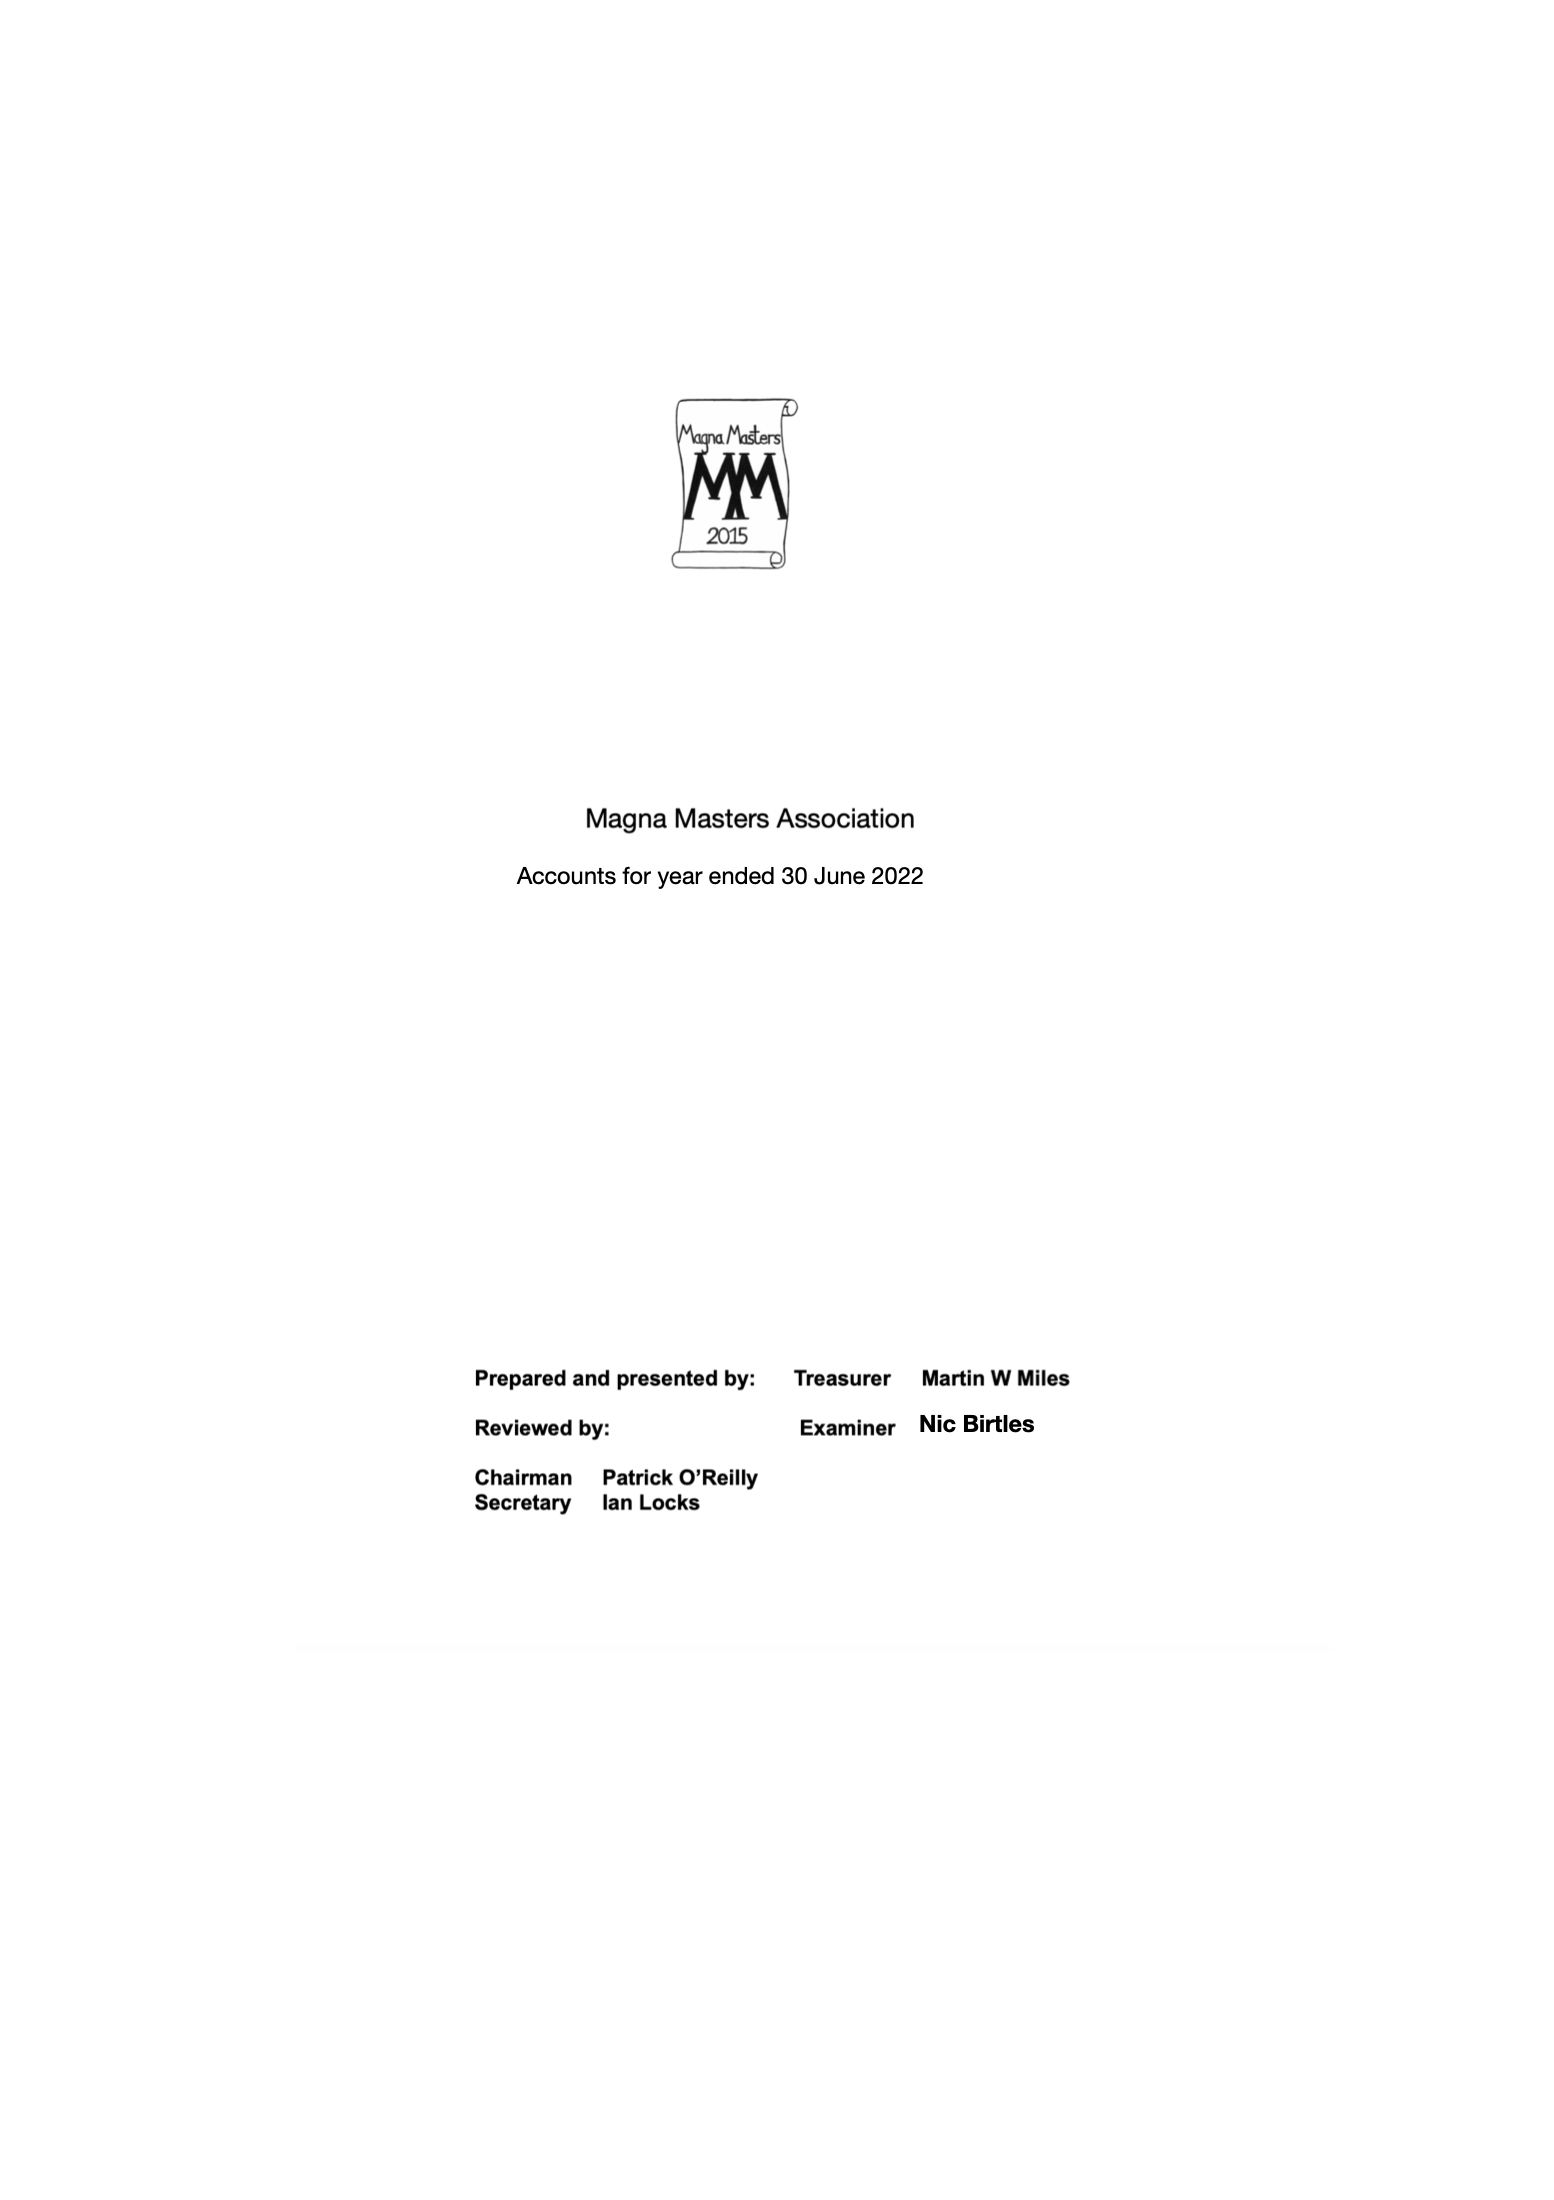 Magna Masters
MM
2015
Magna Masters Association
Accounts for year ended 30 June 2022
Prepared and presented by: Treasurer Martin W Miles
Reviewed by: Examiner Nic Birtles
Chairman Patrick O'Reilly
Secretary Ian Locks